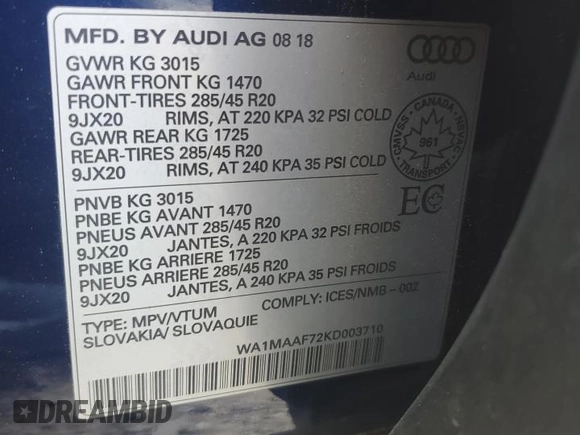 MFD. BY AUDI AG 08 18
GVWR KG 3015
GAWR FRONT KG 1470
FRONT-TIRES 285/45 R20
9JX20 RIMS, AT 220 KPA 32 PSI COLD
GAWR REAR KG 1725
REAR-TIRES 285/45 R20
9JX20 RIMS, AT 240 KPA 35 PSI COLD
Audi
CMVSS - CANADA - NSVAC
961
TRANSPORT
PNVB KG 3015
PNBE KG AVANT 1470
PNEUS AVANT 285/45 R20
9JX20 JANTES, A 220 KPA 32 PSI FROIDS
PNBE KG ARRIERE 1725
PNEUS ARRIERE 285/45 R20
9JX20 JANTES, A 240 KPA 35 PSI FROIDS
EC
TYPE: MPV/VTUM COMPLY: ICES/NMB - 002
SLOVAKIA/ SLOVAQUIE
WA1MAAF72KD003710
DREAMBID